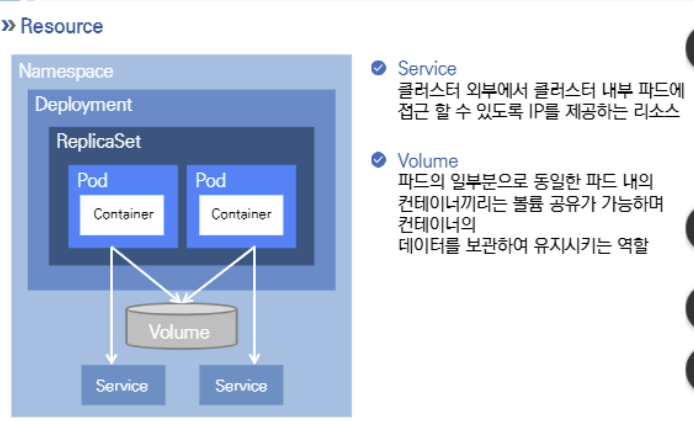 » Resource
Namespace
Deployment
ReplicaSet
Pod
Pod
Container
Container
Volume
Service
Service
Service
클러스터 외부에서 클러스터 내부 파드에
접근 할 수 있도록 IP를 제공하는 리소스
Volume
파드의 일부분으로 동일한 파드 내의
컨테이너끼리는 볼륨 공유가 가능하며
컨테이너의
데이터를 보관하여 유지시키는 역할